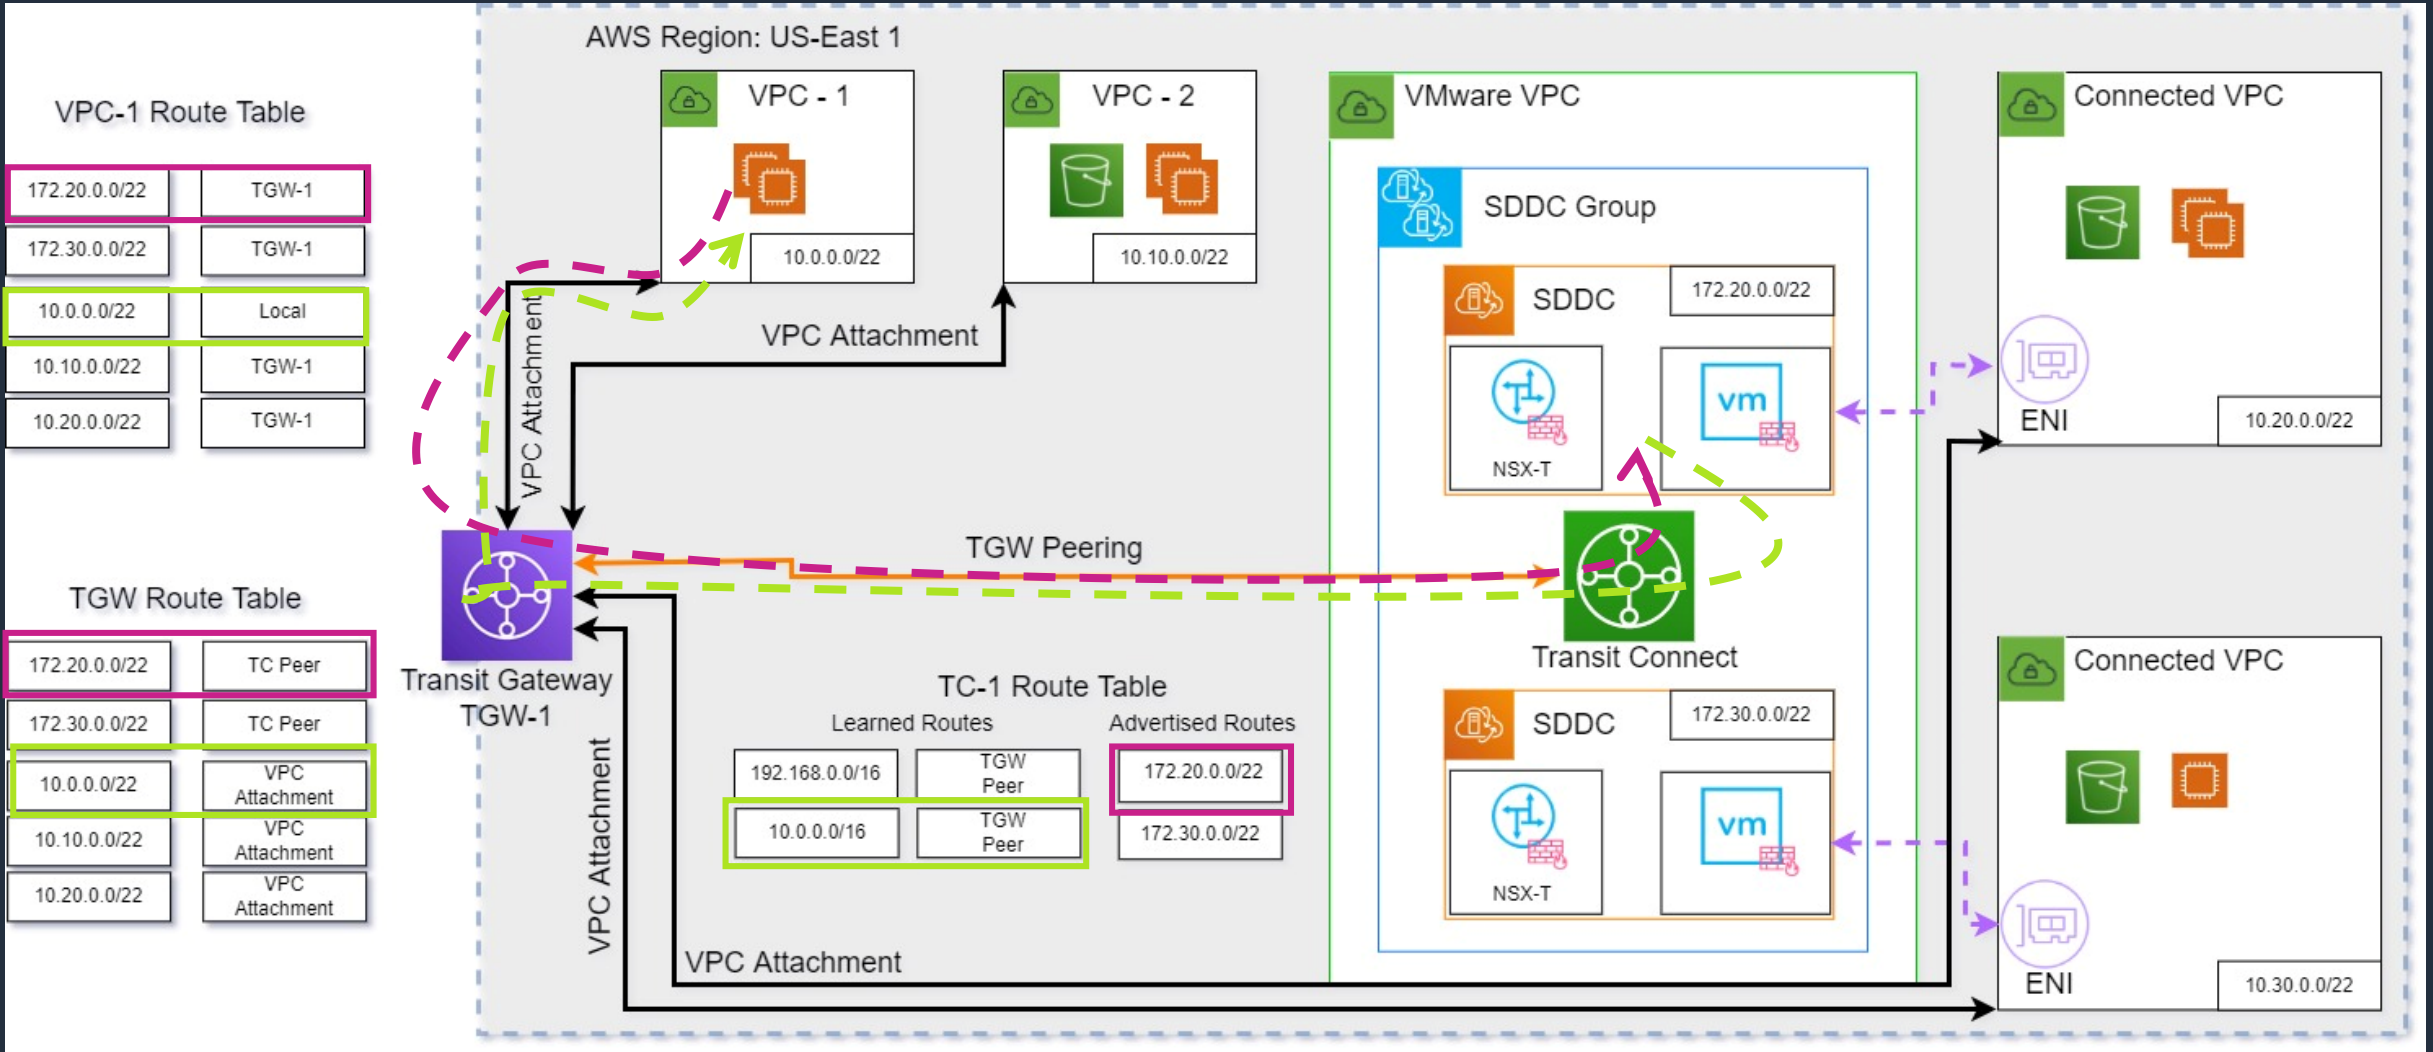 AWS Region: US-East 1
VPC-1 Route Table
172.20.0.0/22 TGW-1
172.30.0.0/22 TGW-1
10.0.0.0/22 Local
10.10.0.0/22 TGW-1
10.20.0.0/22 TGW-1
TGW Route Table
172.20.0.0/22 TC Peer
172.30.0.0/22 TC Peer
10.0.0.0/22 VPC
Attachment
10.10.0.0/22 VPC
Attachment
10.20.0.0/22 VPC
Attachment
VPC - 1
10.0.0.0/22
VPC - 2
10.10.0.0/22
VPC Attachment
VPC Attachment
Transit Gateway
TGW-1
TGW Peering
TC-1 Route Table
Learned Routes
Advertised Routes
192.168.0.0/16 TGW
Peer
172.20.0.0/22
10.0.0.0/16 TGW
Peer
172.30.0.0/22
VPC Attachment
VPC Attachment
VMware VPC
SDDC Group
SDDC
172.20.0.0/22
NSX-T
vm
Transit Connect
SDDC
172.30.0.0/22
NSX-T
vm
Connected VPC
ENI
10.20.0.0/22
Connected VPC
ENI
10.30.0.0/22